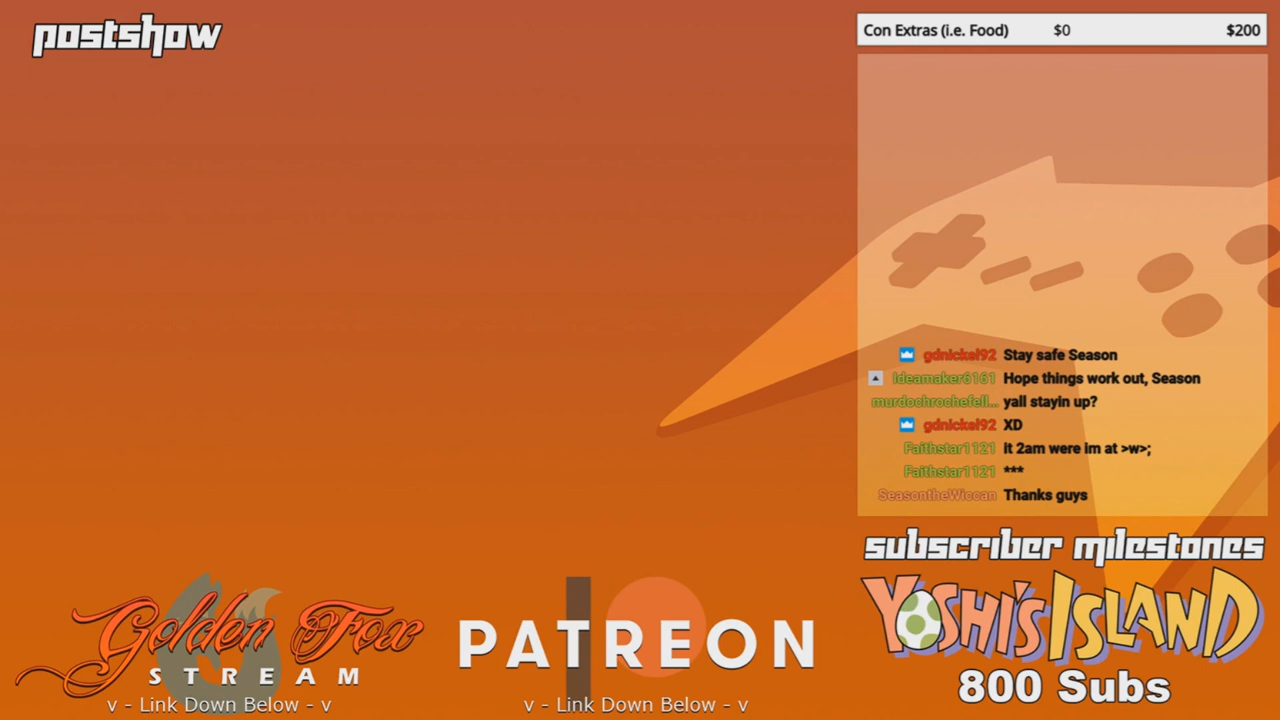 postshow
Con Extras (i.e. Food) $0 $200
gdnickel92 Stay safe Season
Ideamaker6161 Hope things work out, Season
murdochrochefell... yall stayin up?
gdnickel92 XD
Faithstar1121 it 2am were im at >w>;
Faithstar1121 ***
SeasontheWiccan Thanks guys
subscriber milestones
YOSHI'S ISLAND
800 Subs
Golden Fox
STREAM
v - Link Down Below - v
PATREON
v - Link Down Below - v